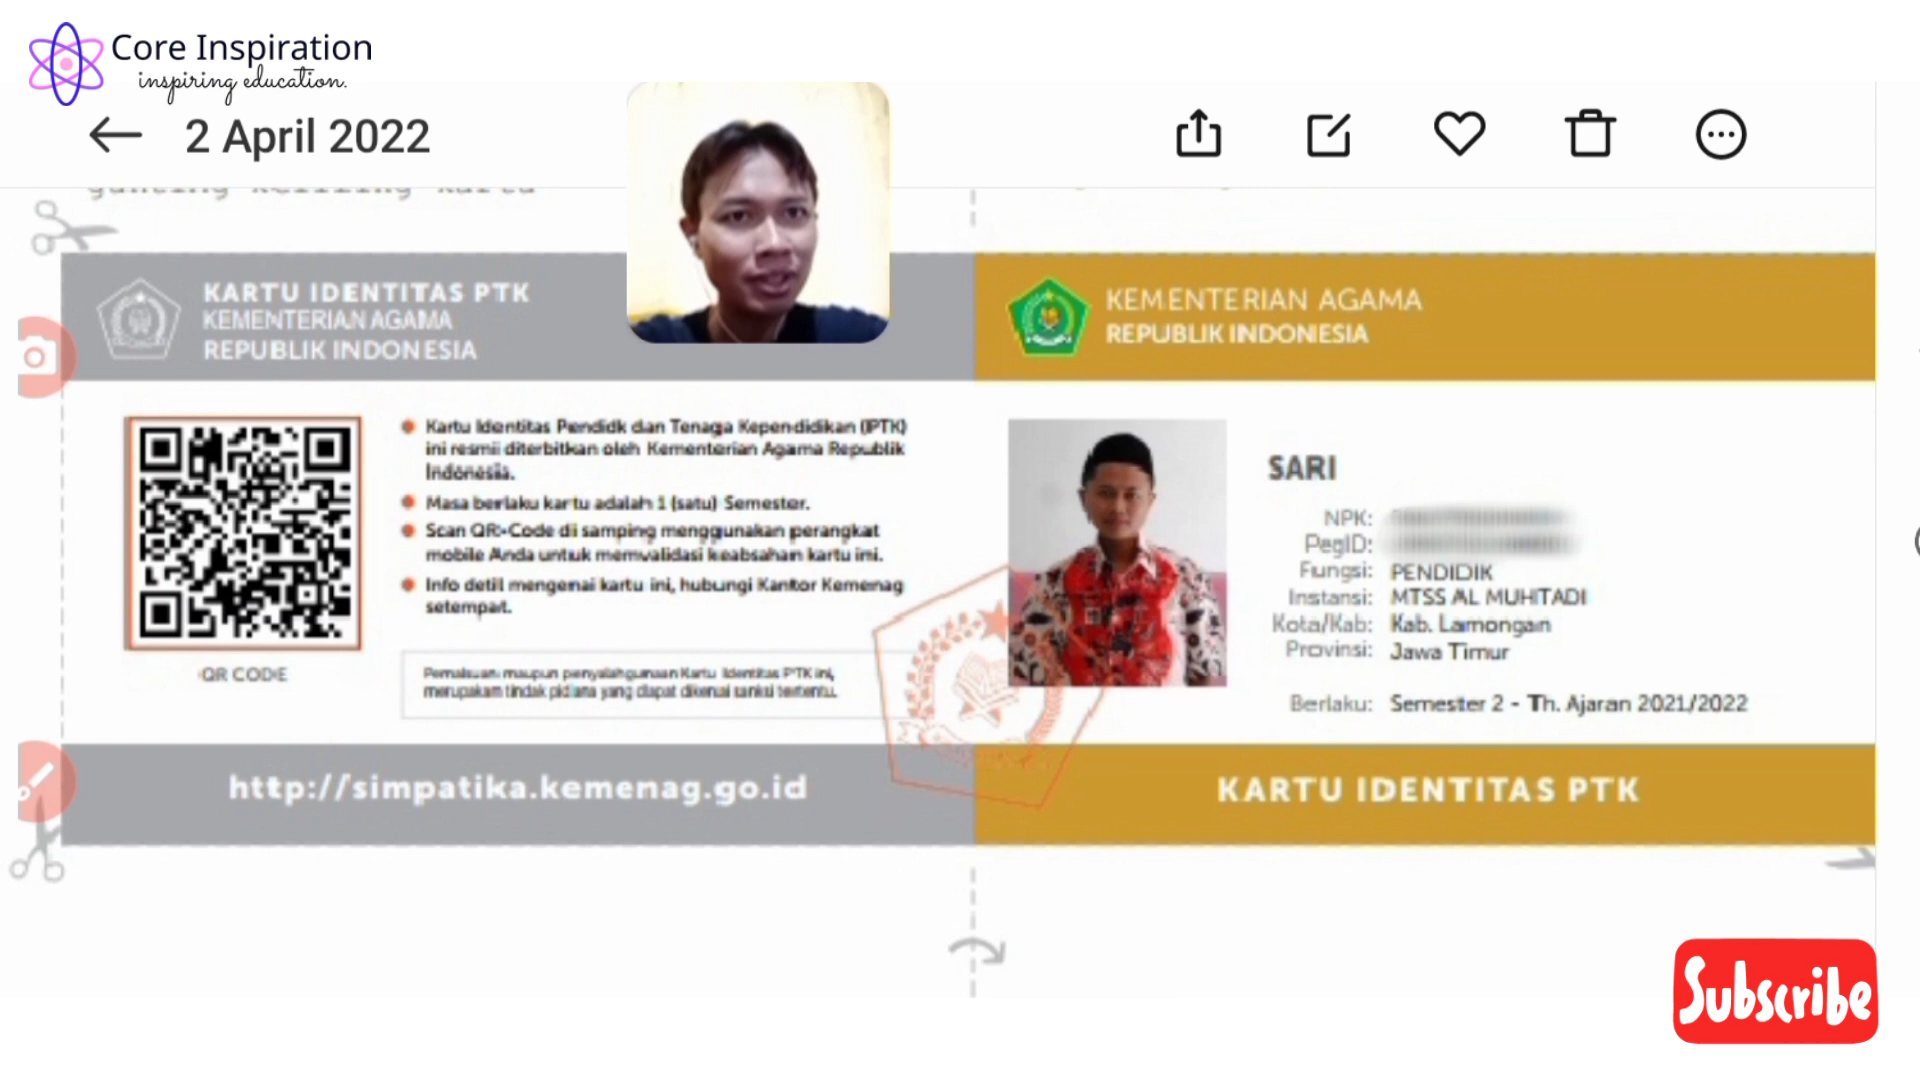 Core Inspiration
inspiring education.
2 April 2022
gunting keliling kartu
KARTU IDENTITAS PTK
KEMENTERIAN AGAMA
REPUBLIK INDONESIA
QR CODE
Kartu Identitas Pendidk dan Tenaga Kependidikan (IPTK)
ini resmi diterbitkan oleh Kementerian Agama Republik
Indonesia.
Masa berlaku kartu adalah 1 (satu) Semester.
Scan QR-Code di samping menggunakan perangkat
mobile Anda untuk memvalidasi keabsahan kartu ini.
Info detil mengenai kartu ini, hubungi Kantor Kemenag
setempat.
Pemalsuan maupun penyalahgunaan Kartu Identitas PTK ini,
merupakan tindak pidana yang dapat dikenai sanksi tertentu.
http://simpatika.kemenag.go.id
KEMENTERIAN AGAMA
REPUBLIK INDONESIA
SARI
NPK:
PegID:
Fungsi: PENDIDIK
Instansi: MTSS AL MUHTADI
Kota/Kab: Kab. Lamongan
Provinsi: Jawa Timur
Berlaku: Semester 2 - Th. Ajaran 2021/2022
KARTU IDENTITAS PTK
Subscribe